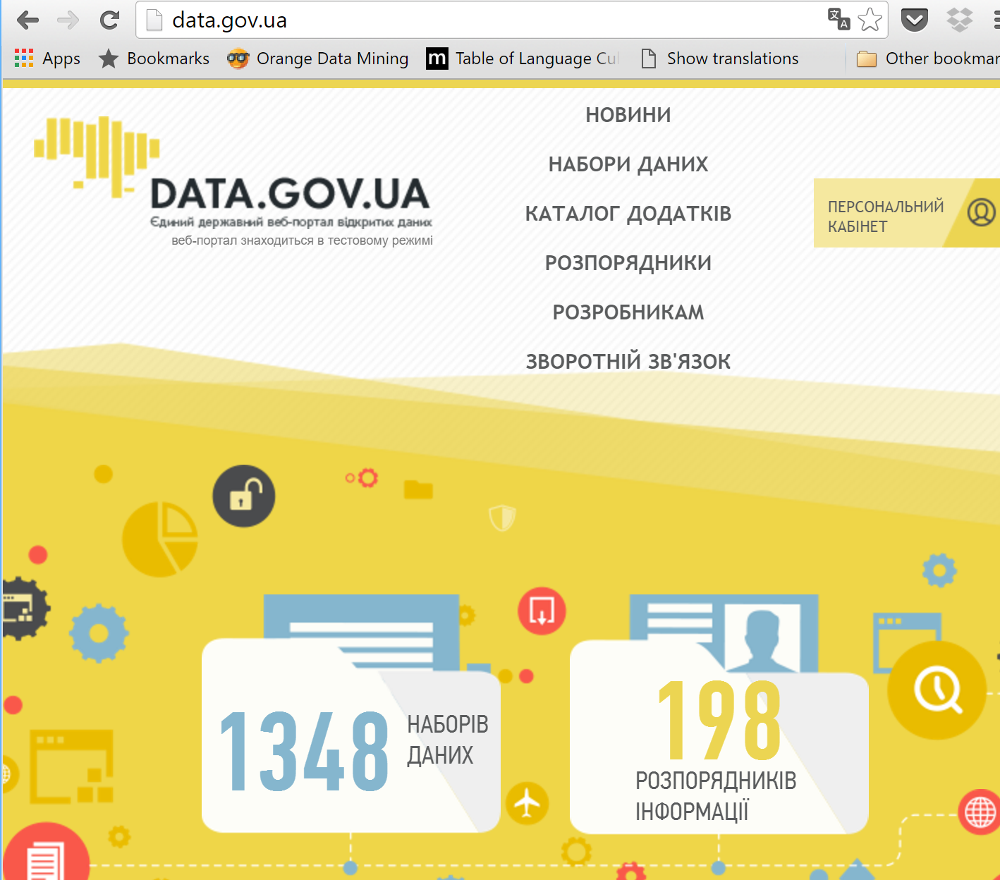 data.gov.ua
Apps Bookmarks Orange Data Mining Table of Language Cul Show translations Other bookmar
НОВИНИ
НАБОРИ ДАНИХ
КАТАЛОГ ДОДАТКІВ
РОЗПОРЯДНИКИ
РОЗРОБНИКАМ
ЗВОРОТНІЙ ЗВ'ЯЗОК
DATA.GOV.UA
Єдиний державний веб-портал відкритих даних
веб-портал знаходиться в тестовому режимі
ПЕРСОНАЛЬНИЙ
КАБІНЕТ
1348
НАБОРІВ
ДАНИХ
198
РОЗПОРЯДНИКІВ
ІНФОРМАЦІЇ